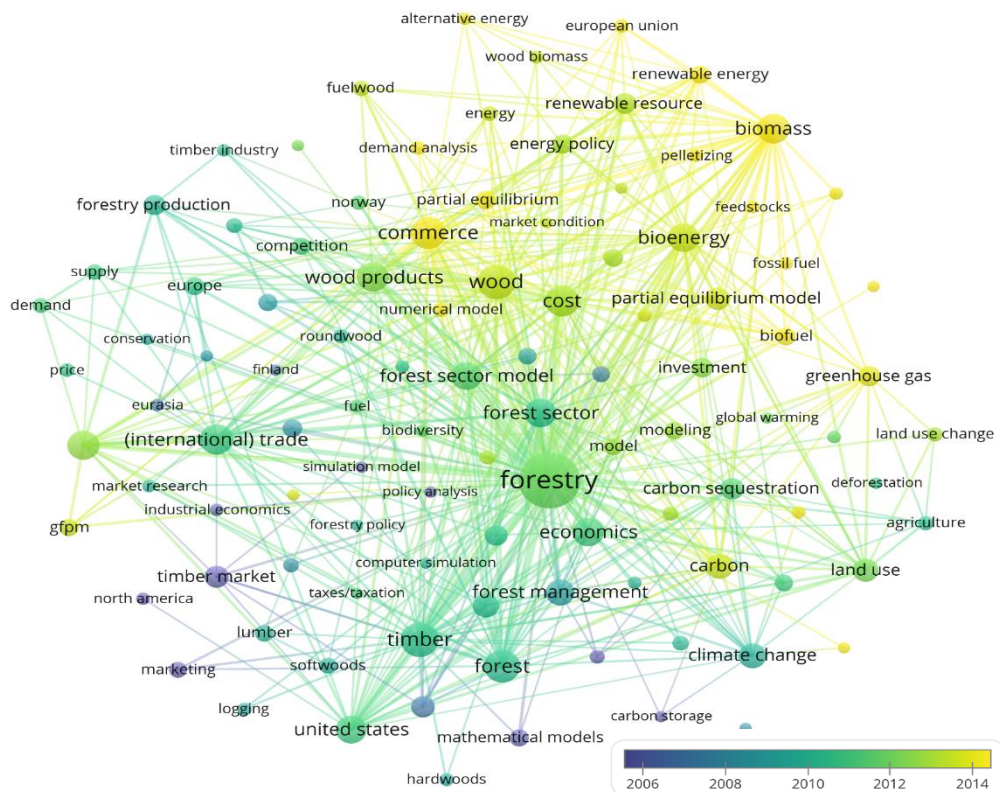 alternative energy
european union
wood biomass
renewable energy
fuelwood
renewable resource
energy
biomass
demand analysis
energy policy
timber industry
pelletizing
partial equilibrium
norway
forestry production
feedstocks
market condition
commerce
bioenergy
competition
fossil fuel
supply
wood products
wood
europe
cost
partial equilibrium model
demand
numerical model
conservation
roundwood
biofuel
price
finland
forest sector model
investment
greenhouse gas
eurasia
fuel
forest sector
global warming
biodiversity
modeling
land use change
(international) trade
model
simulation model
forestry
market research
policy analysis
carbon sequestration
deforestation
industrial economics
gfpm
forestry policy
economics
agriculture
computer simulation
carbon
land use
timber market
taxes/taxation
forest management
north america
lumber
timber
climate change
marketing
softwoods
forest
logging
carbon storage
united states
mathematical models
hardwoods
2006
2008
2010
2012
2014